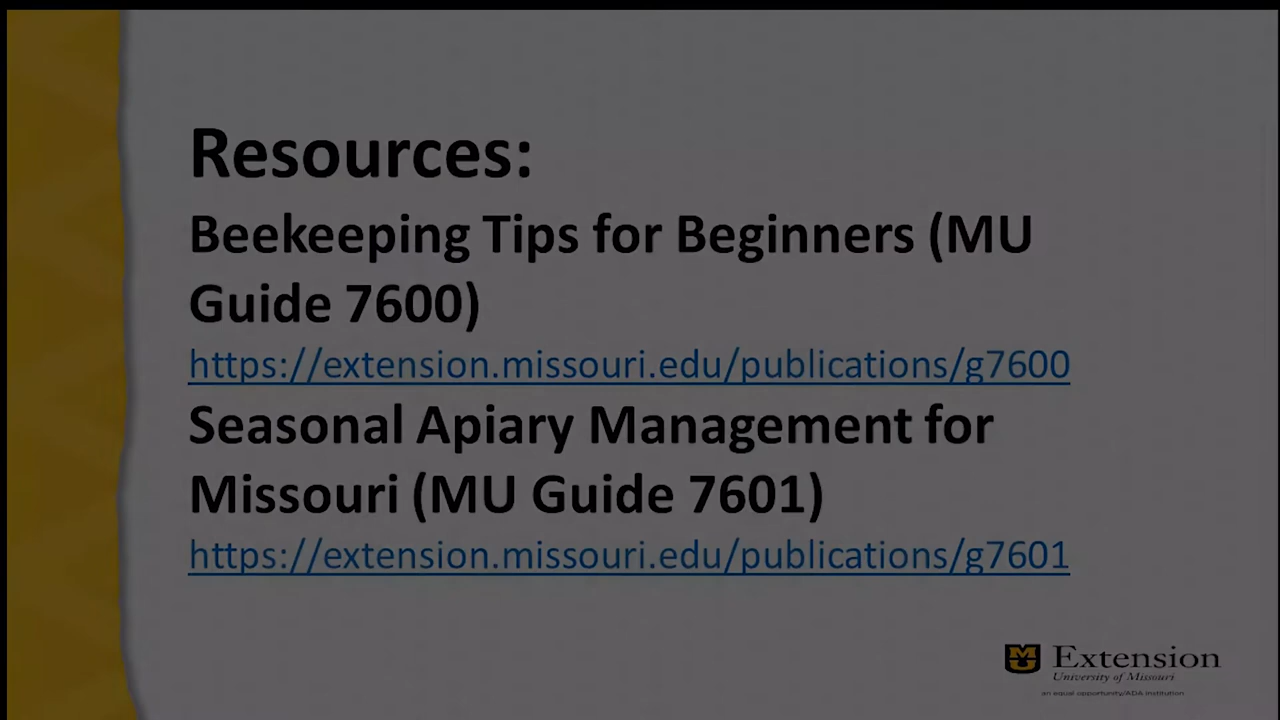 Resources:
Beekeeping Tips for Beginners (MU
Guide 7600)
https://extension.missouri.edu/publications/g7600
Seasonal Apiary Management for
Missouri (MU Guide 7601)
https://extension.missouri.edu/publications/g7601
Extension
University of Missouri
an equal opportunity/ADA institution